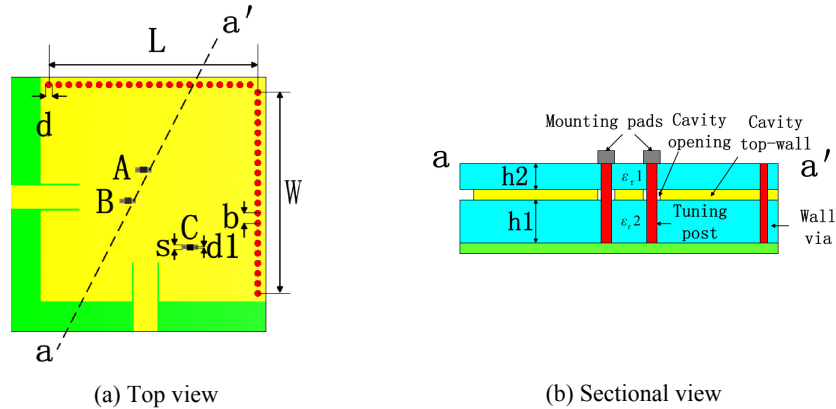 a′
L
d
A
B
W
b
C
s
d1
a
(a) Top view
Mounting pads
Cavity opening
Cavity top-wall
a
a′
h2
εr1
h1
εr2
Tuning post
Wall via
(b) Sectional view